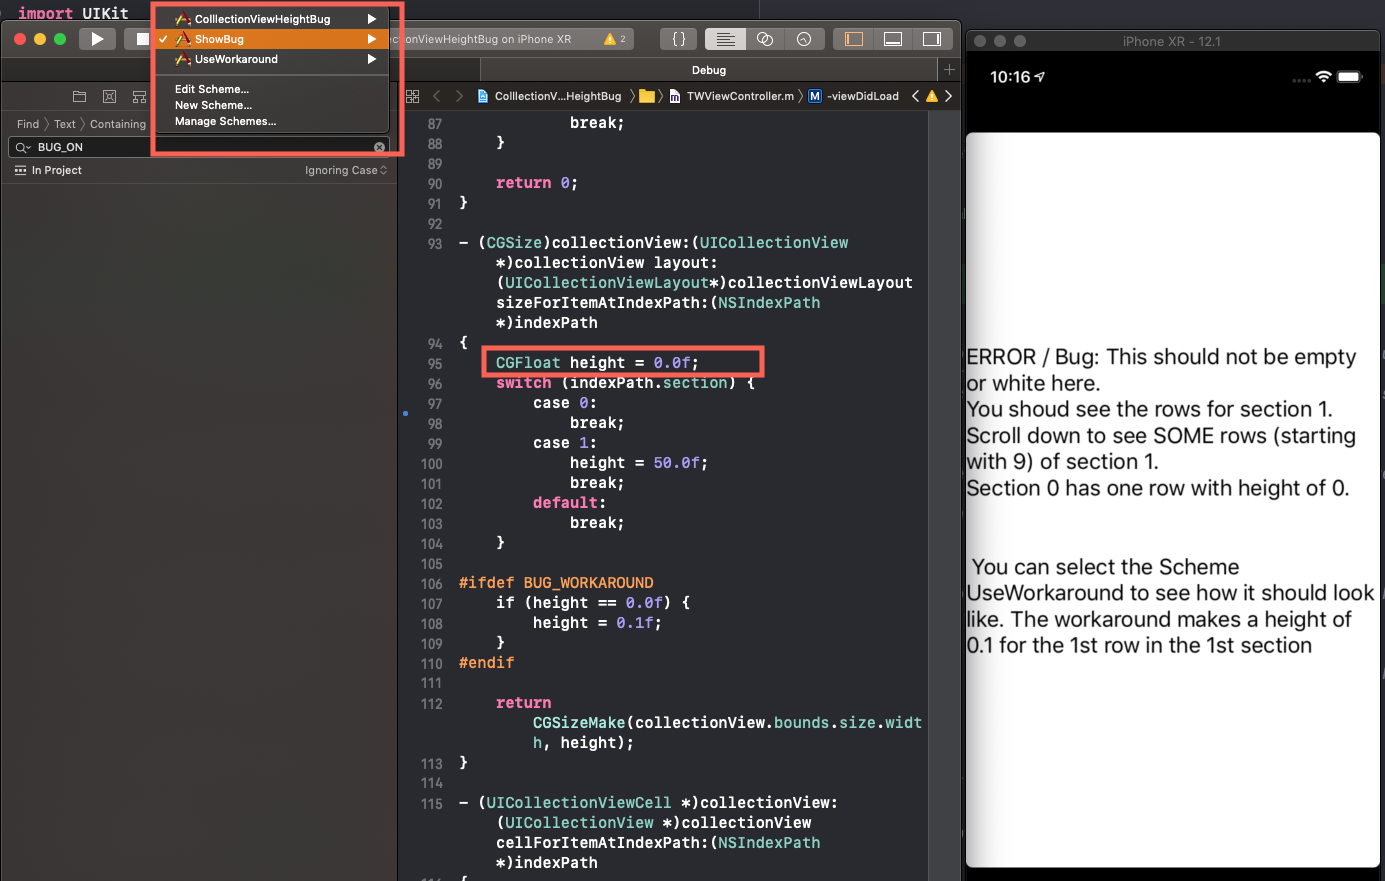 import UIKit
ColllectionViewHeightBug
ShowBug
UseWorkaround
Edit Scheme...
New Scheme...
Manage Schemes...
ctionViewHeightBug on iPhone XR
2
{ }
Debug
ColllectionV...HeightBug
TWViewController.m
M -viewDidLoad
Find
Text
Containing
BUG_ON
In Project
Ignoring Case
87 break;
88 }
89
90 return 0;
91 }
92
93 - (CGSize)collectionView:(UICollectionView
*)collectionView layout:
(UICollectionViewLayout*)collectionViewLayout
sizeForItemAtIndexPath:(NSIndexPath
*)indexPath
94 {
95 CGFloat height = 0.0f;
96 switch (indexPath.section) {
97 case 0:
98 break;
99 case 1:
100 height = 50.0f;
101 break;
102 default:
103 break;
104 }
105
106 #ifdef BUG_WORKAROUND
107 if (height == 0.0f) {
108 height = 0.1f;
109 }
110 #endif
111
112 return
CGSizeMake(collectionView.bounds.size.widt
h, height);
113 }
114
115 - (UICollectionViewCell *)collectionView:
(UICollectionView *)collectionView
cellForItemAtIndexPath:(NSIndexPath
*)indexPath
iPhone XR - 12.1
10:16
ERROR / Bug: This should not be empty
or white here.
You shoud see the rows for section 1.
Scroll down to see SOME rows (starting
with 9) of section 1.
Section 0 has one row with height of 0.
You can select the Scheme
UseWorkaround to see how it should look
like. The workaround makes a height of
0.1 for the 1st row in the 1st section